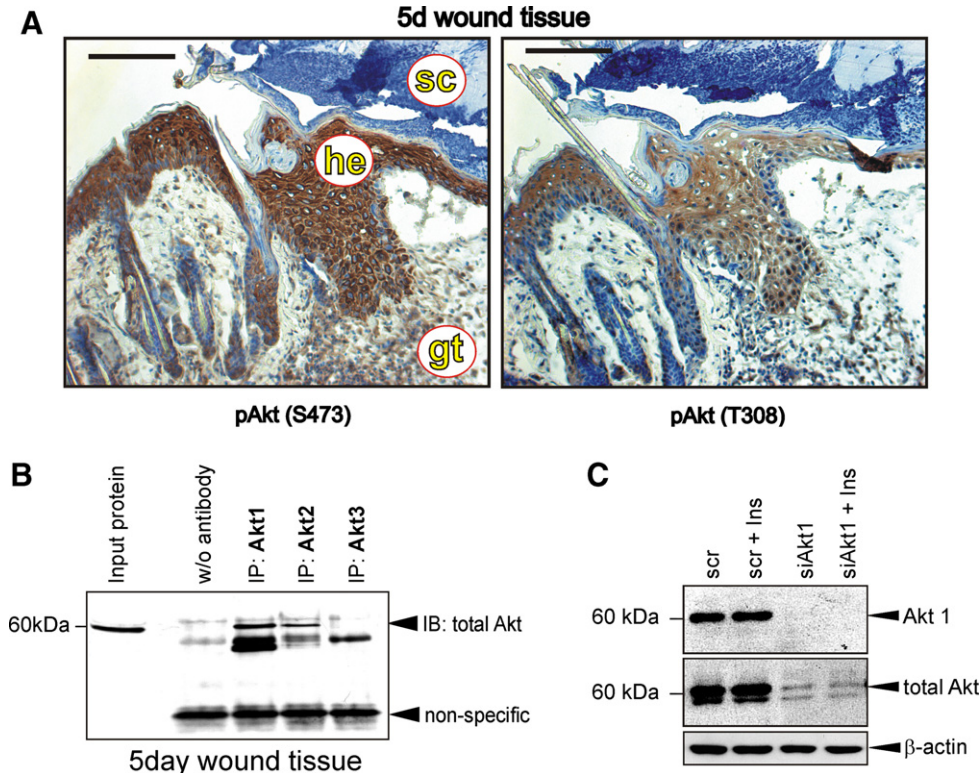 A
5d wound tissue
sc
he
gt
pAkt (S473)
pAkt (T308)
B
Input protein
w/o antibody
IP: Akt1
IP: Akt2
IP: Akt3
60kDa
IB: total Akt
non-specific
5day wound tissue
C
scr
scr + Ins
siAkt1
siAkt1 + Ins
60 kDa
Akt 1
60 kDa
total Akt
β-actin